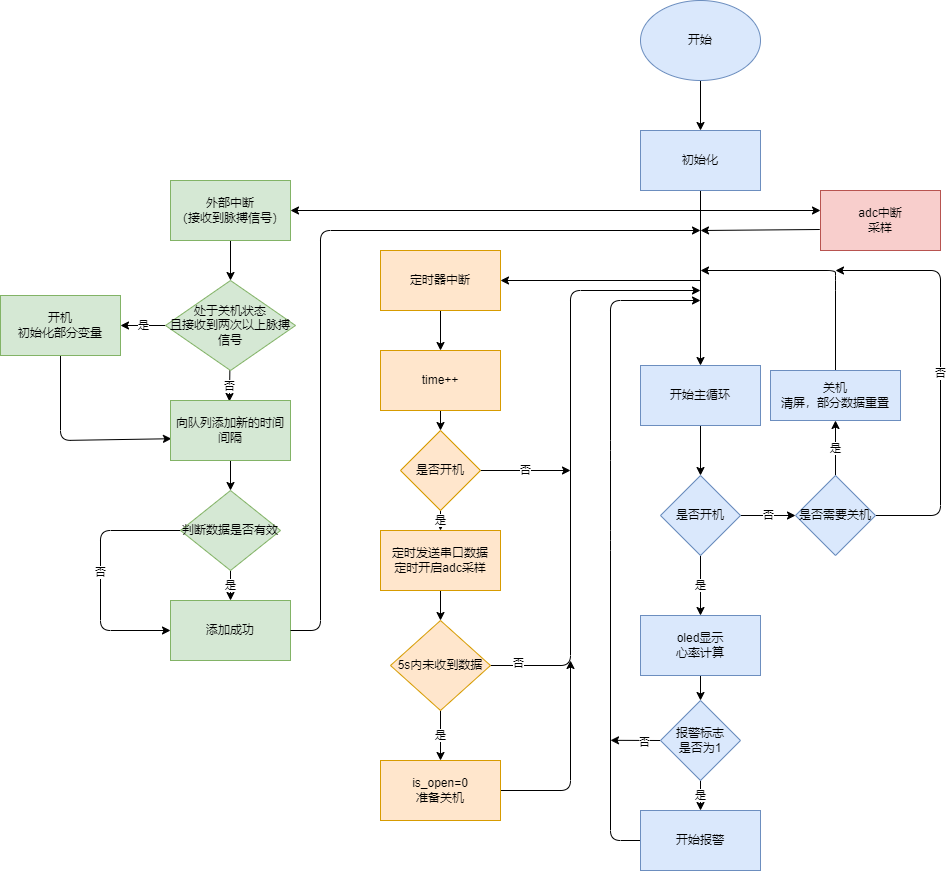 开始
初始化
外部中断
（接收到脉搏信号）
adc中断
采样
定时器中断
处于关机状态
且接收到两次以上脉搏
信号
是
开机
初始化部分变量
否
向队列添加新的时间
间隔
判断数据是否有效
否
是
添加成功
time++
是否开机
否
是
定时发送串口数据
定时开启adc采样
5s内未收到数据
否
是
is_open=0
准备关机
开始主循环
关机
清屏，部分数据重置
否
是
是否开机
否
是否需要关机
是
oled显示
心率计算
报警标志
是否为1
否
是
开始报警